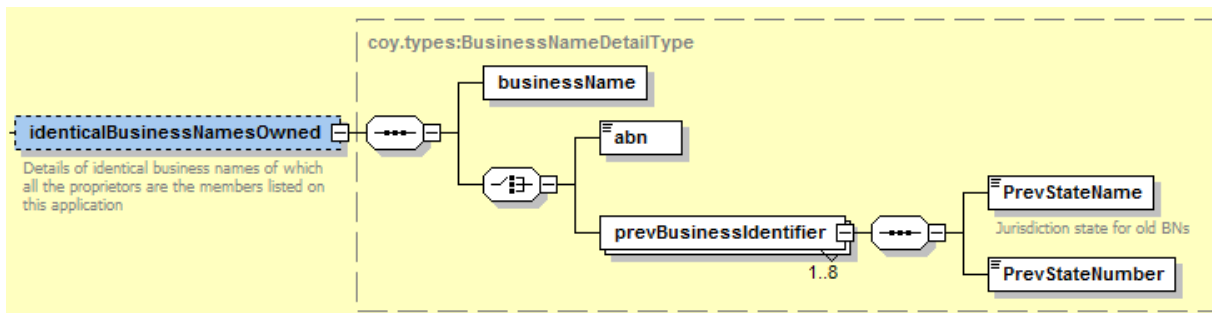 coy.types:BusinessNameDetailType
businessName
identicalBusinessNamesOwned
Details of identical business names of which
all the proprietors are the members listed on
this application
abn
prevBusinessIdentifier
1..8
PrevStateName
Jurisdiction state for old BNs
PrevStateNumber